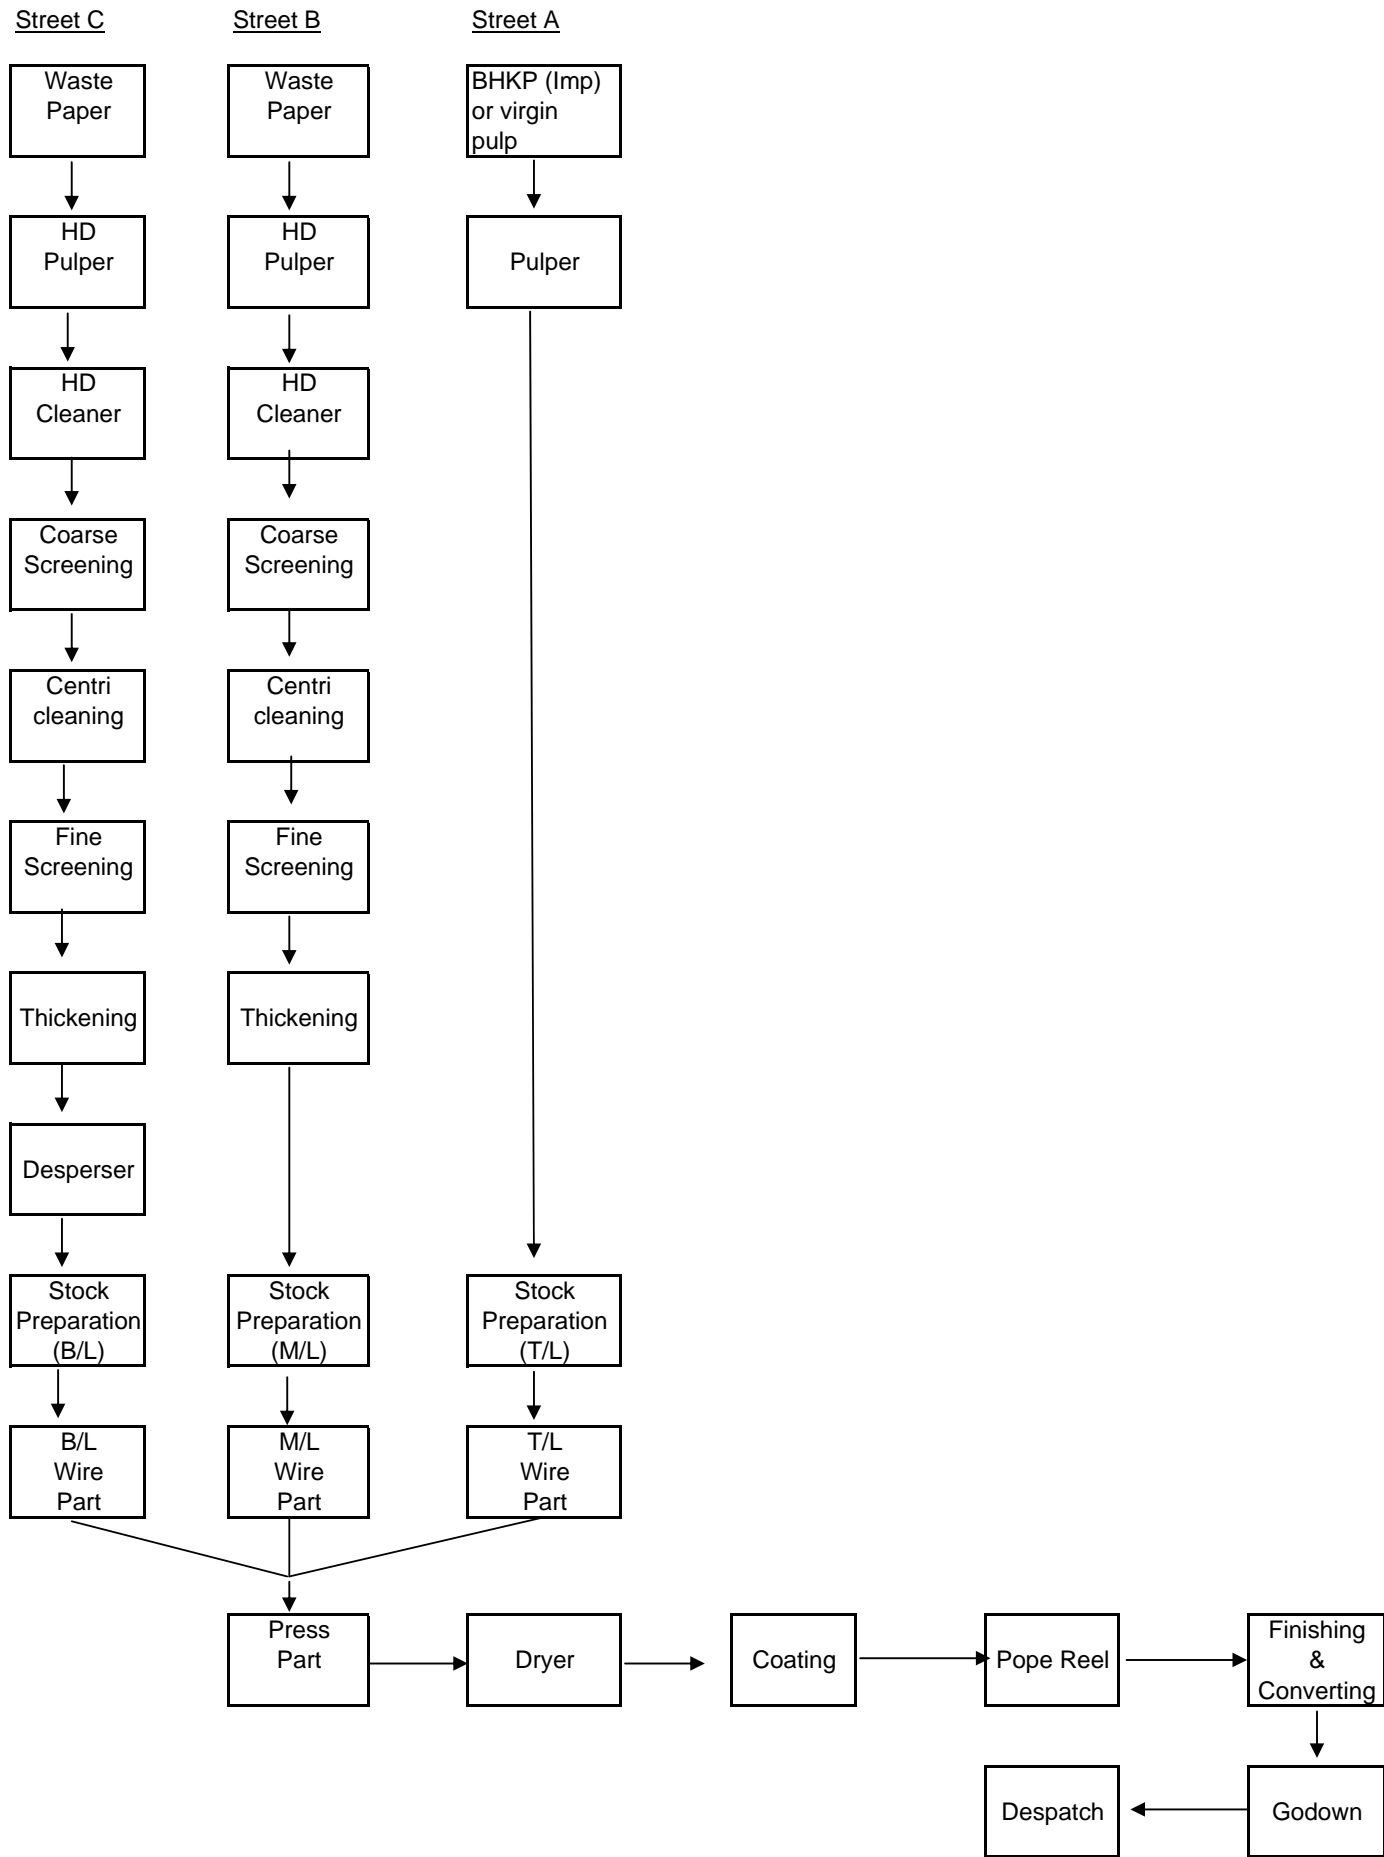 Street C
Street B
Street A
Waste
Paper
Waste
Paper
BHKP (Imp)
or virgin
pulp
HD
Pulper
HD
Pulper
Pulper
HD
Cleaner
HD
Cleaner
Coarse
Screening
Coarse
Screening
Centri
cleaning
Centri
cleaning
Fine
Screening
Fine
Screening
Thickening
Thickening
Desperser
Stock
Preparation
(B/L)
Stock
Preparation
(M/L)
Stock
Preparation
(T/L)
B/L
Wire
Part
M/L
Wire
Part
T/L
Wire
Part
Press
Part
Dryer
Coating
Pope Reel
Finishing
&
Converting
Despatch
Godown